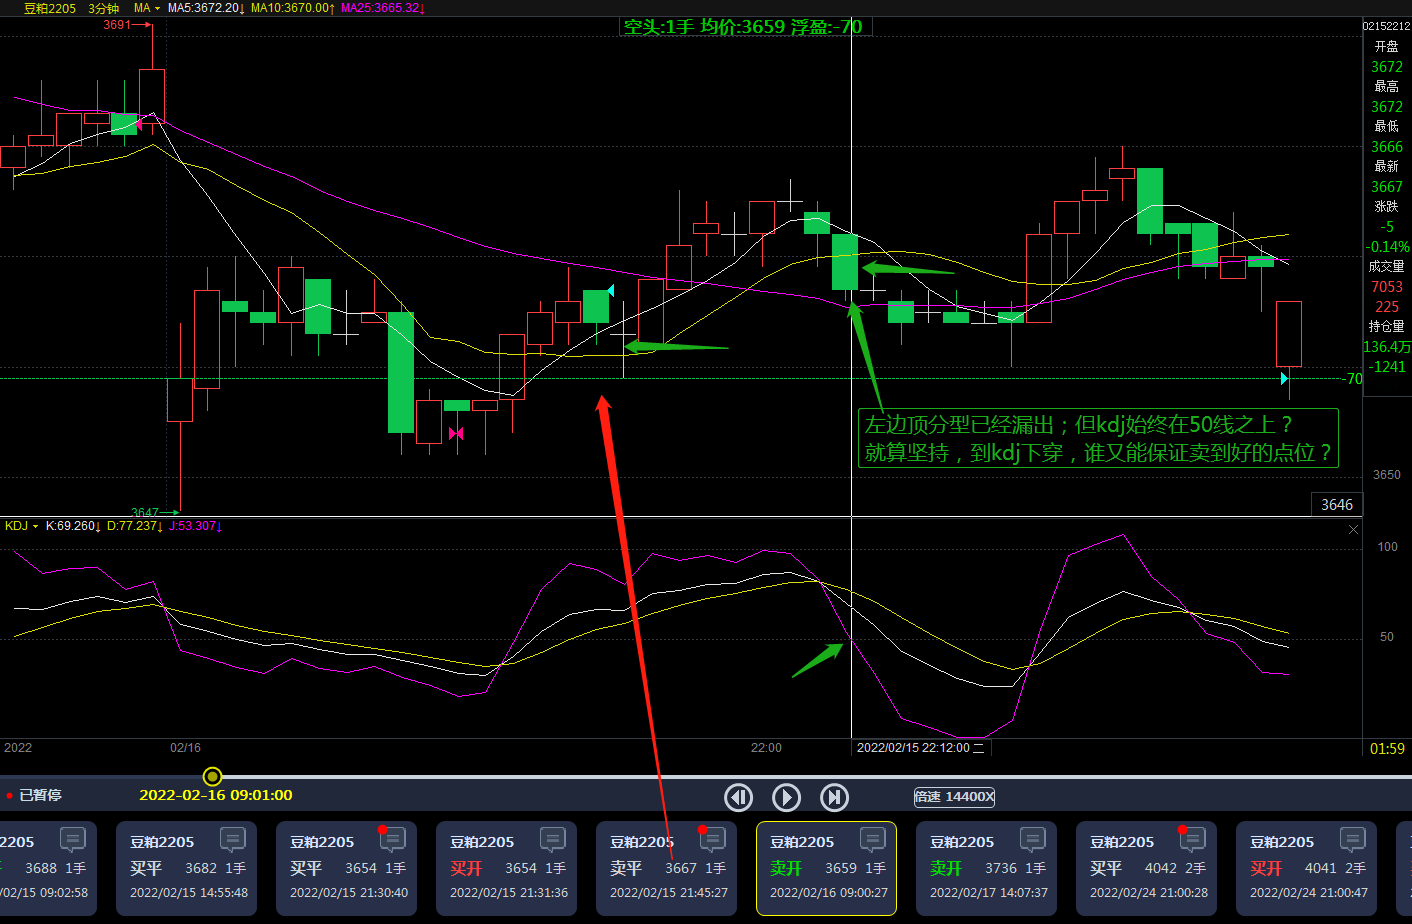 豆粕2205 3分钟 MA MA5:3672.20↓ MA10:3670.00↑ MA25:3665.32↓
3691
空头:1手 均价:3659 浮盈:-70
02152212
开盘
3672
最高
3672
最低
3666
最新
3667
涨跌
-5
-0.14%
成交量
7053
225
持仓量
136.4万
-1241
-70
左边顶分型已经漏出；但kdj始终在50线之上？
就算坚持，到kdj下穿，谁又能保证卖到好的点位？
3650
3646
3647
KDJ K:69.260↓ D:77.237↓ J:53.307↓
100
50
2022 02/16 22:00 2022/02/15 22:12:00 二
01:59
已暂停 2022-02-16 09:01:00 倍速 14400X
2205
3688 1手
/02/15 09:02:58
豆粕2205
买平 3682 1手
2022/02/15 14:55:48
豆粕2205
买平 3654 1手
2022/02/15 21:30:40
豆粕2205
买开 3654 1手
2022/02/15 21:31:36
豆粕2205
卖平 3667 1手
2022/02/15 21:45:27
豆粕2205
卖开 3659 1手
2022/02/16 09:00:27
豆粕2205
卖开 3736 1手
2022/02/17 14:07:37
豆粕2205
买平 4042 2手
2022/02/24 21:00:28
豆粕2205
买开 4041 2手
2022/02/24 21:00:47